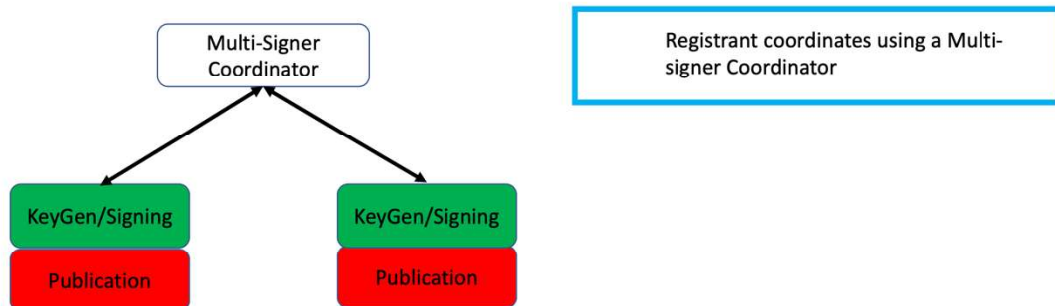 Multi-Signer
Coordinator
Registrant coordinates using a Multi-
signer Coordinator
KeyGen/Signing
KeyGen/Signing
Publication
Publication